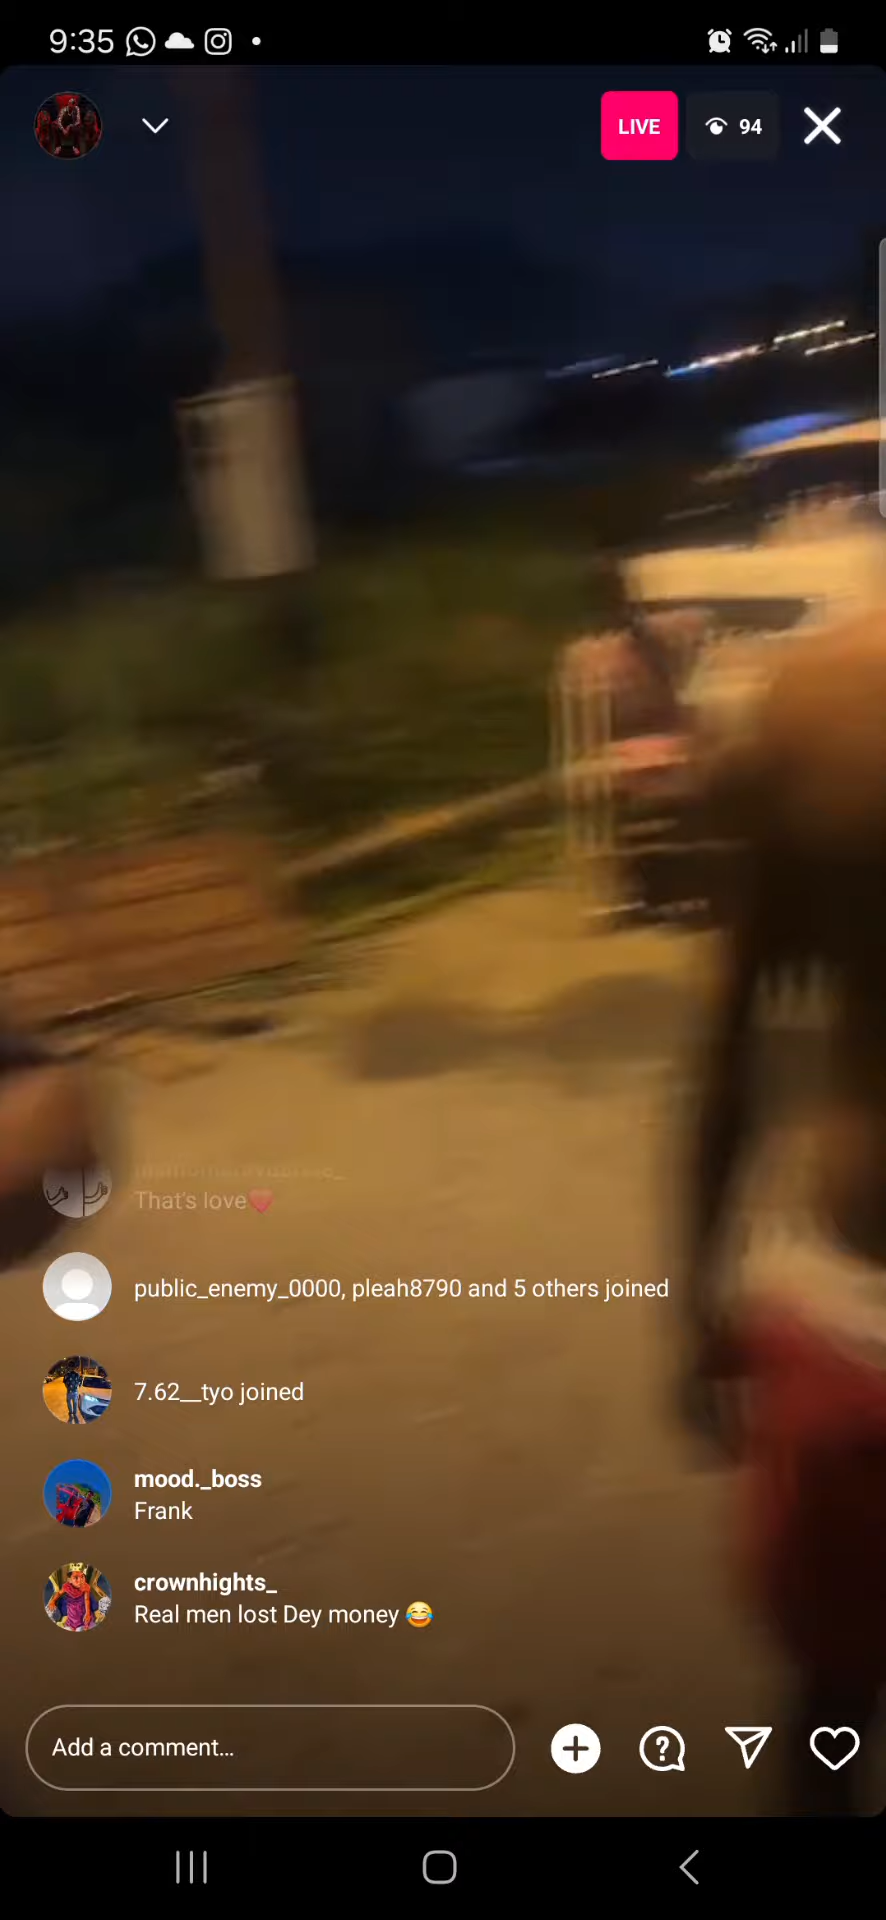 9:35
LIVE
94
That's love💗
public_enemy_0000, pleah8790 and 5 others joined
7.62__tyo joined
mood._boss
Frank
crownhights_
Real men lost Dey money 😂
Add a comment...